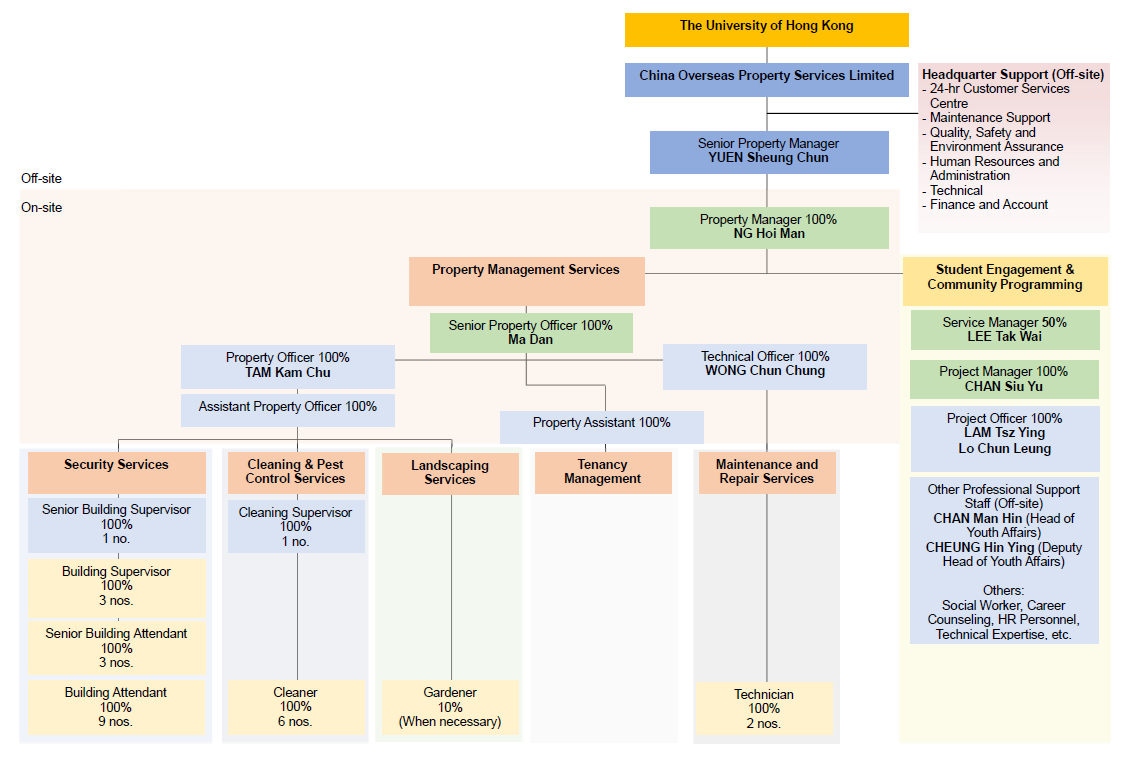 The University of Hong Kong
China Overseas Property Services Limited
Headquarter Support (Off-site)
- 24-hr Customer Services
Centre
- Maintenance Support
- Quality, Safety and
Environment Assurance
- Human Resources and
Administration
- Technical
- Finance and Account
Senior Property Manager
YUEN Sheung Chun
Off-site
On-site
Property Manager 100%
NG Hoi Man
Property Management Services
Student Engagement &
Community Programming
Senior Property Officer 100%
Ma Dan
Service Manager 50%
LEE Tak Wai
Property Officer 100%
TAM Kam Chu
Technical Officer 100%
WONG Chun Chung
Project Manager 100%
CHAN Siu Yu
Assistant Property Officer 100%
Property Assistant 100%
Project Officer 100%
LAM Tsz Ying
Lo Chun Leung
Security Services
Cleaning & Pest
Control Services
Landscaping
Services
Tenancy
Management
Maintenance and
Repair Services
Senior Building Supervisor
100%
1 no.
Cleaning Supervisor
100%
1 no.
Other Professional Support
Staff (Off-site)
CHAN Man Hin (Head of
Youth Affairs)
CHEUNG Hin Ying (Deputy
Head of Youth Affairs)
Others:
Social Worker, Career
Counseling, HR Personnel,
Technical Expertise, etc.
Building Supervisor
100%
3 nos.
Senior Building Attendant
100%
3 nos.
Building Attendant
100%
9 nos.
Cleaner
100%
6 nos.
Gardener
10%
(When necessary)
Technician
100%
2 nos.